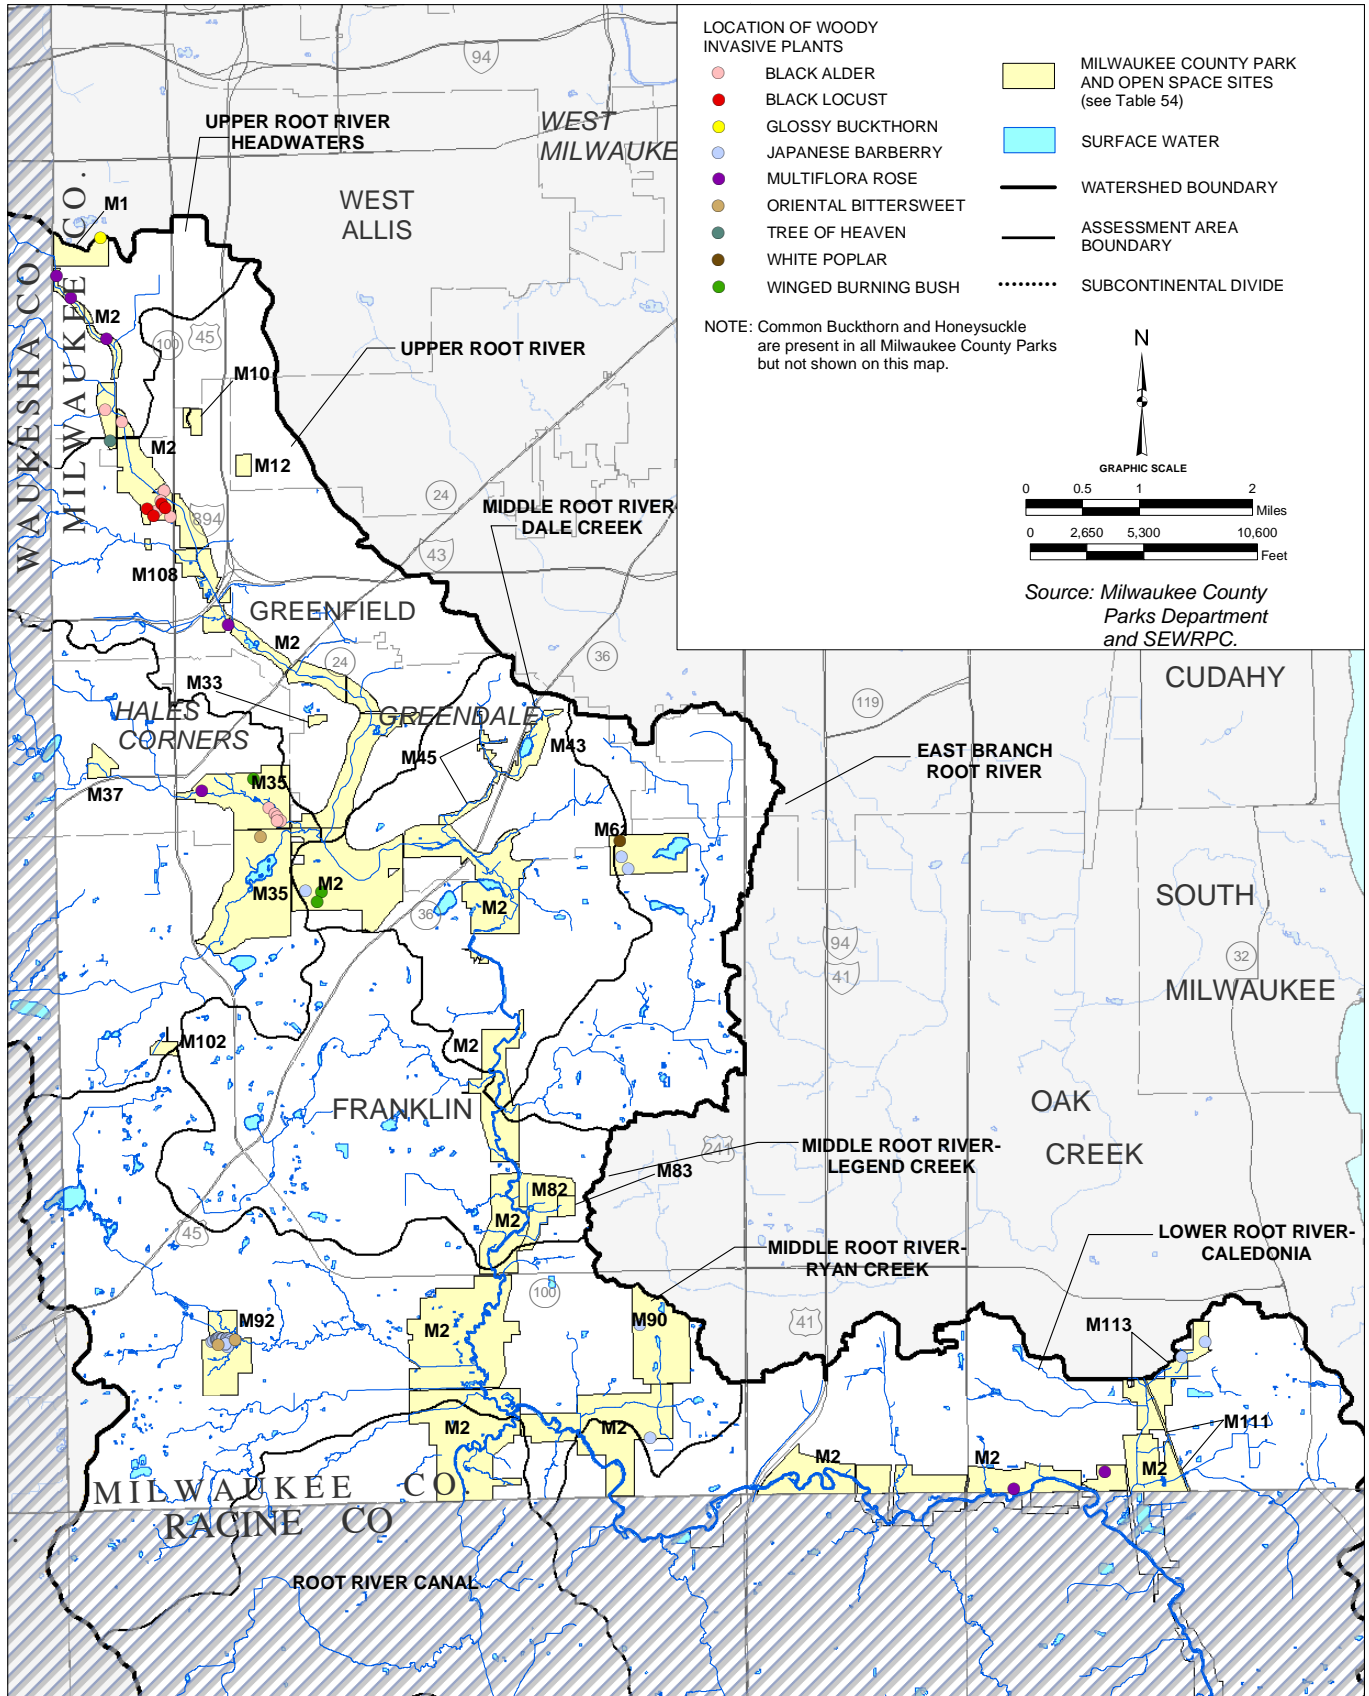 LOCATION OF WOODY
INVASIVE PLANTS
BLACK ALDER
BLACK LOCUST
GLOSSY BUCKTHORN
JAPANESE BARBERRY
MULTIFLORA ROSE
ORIENTAL BITTERSWEET
TREE OF HEAVEN
WHITE POPLAR
WINGED BURNING BUSH
MILWAUKEE COUNTY PARK
AND OPEN SPACE SITES
(see Table 54)
SURFACE WATER
WATERSHED BOUNDARY
ASSESSMENT AREA
BOUNDARY
SUBCONTINENTAL DIVIDE
NOTE: Common Buckthorn and Honeysuckle
are present in all Milwaukee County Parks
but not shown on this map.
N
GRAPHIC SCALE
0 0.5 1 2
Miles
0 2,650 5,300 10,600
Feet
Source: Milwaukee County
Parks Department
and SEWRPC.
94
UPPER ROOT RIVER
HEADWATERS
WEST
MILWAUKE
WEST
ALLIS
M1
WAUKESHA CO.
MILWAUKEE CO.
M2
100
45
UPPER ROOT RIVER
M10
M2
M12
24
894
MIDDLE ROOT RIVER-
DALE CREEK
43
M108
GREENFIELD
M2
24
36
M33
HALES
CORNERS
GREENDALE
CUDAHY
119
M45
M43
EAST BRANCH
ROOT RIVER
M37
M35
M61
M35
M2
36
M2
SOUTH
MILWAUKEE
94
41
32
M102
M2
FRANKLIN
OAK
CREEK
241
MIDDLE ROOT RIVER-
LEGEND CREEK
M83
M82
M2
45
MIDDLE ROOT RIVER-
RYAN CREEK
LOWER ROOT RIVER-
CALEDONIA
100
M92
M2
M90
41
M113
M2
M2
M111
M2
M2
M2
MILWAUKEE CO.
RACINE CO
ROOT RIVER CANAL